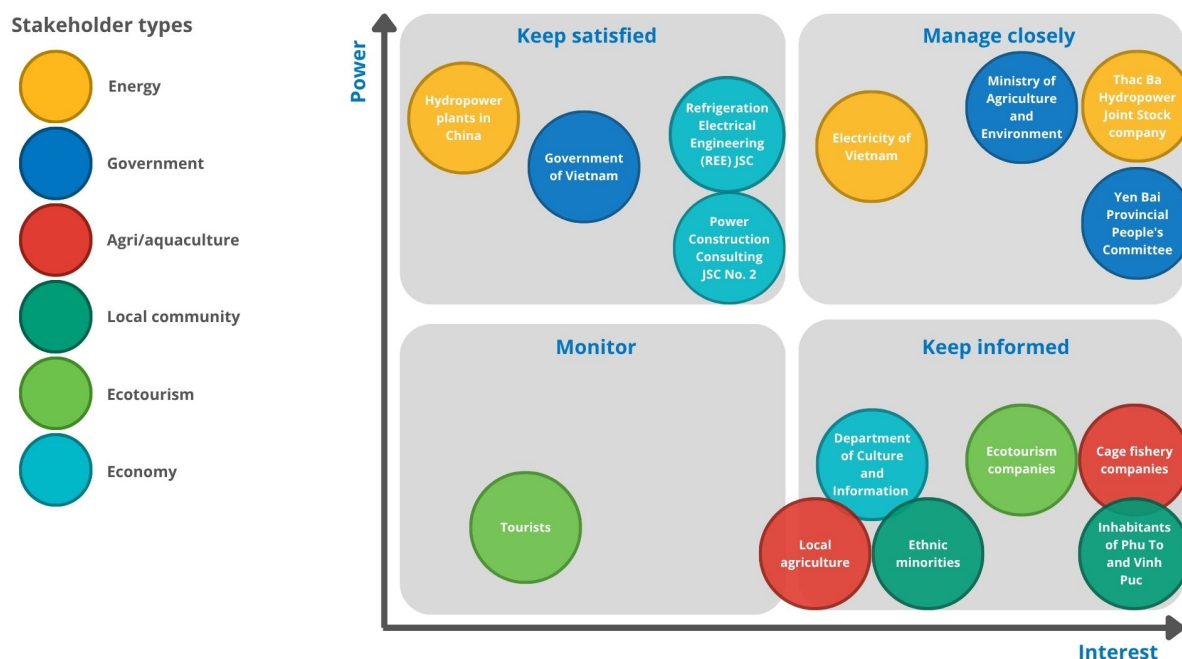 Stakeholder types
Energy
Government
Agri/aquaculture
Local community
Ecotourism
Economy
Power
Keep satisfied
Hydropower
plants in
China
Government
of Vietnam
Refrigeration
Electrical
Engineering
(REE) JSC
Power
Construction
Consulting
JSC No. 2
Manage closely
Electricity of
Vietnam
Ministry of
Agriculture
and
Environment
Thac Ba
Hydropower
Joint Stock
company
Yen Bai
Provincial
People's
Committee
Monitor
Tourists
Keep informed
Department
of Culture
and
Information
Ecotourism
companies
Cage fishery
companies
Local
agriculture
Ethnic
minorities
Inhabitants
of Phu To
and Vinh
Puc
Interest